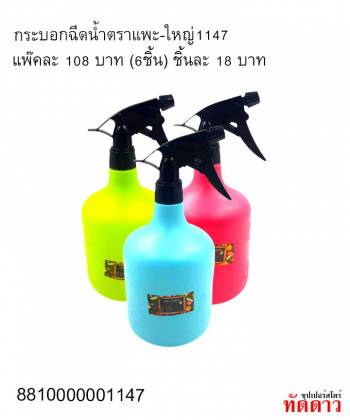 กระบอกฉีดน้ำตราแพะ-ใหญ่1147
แพ๊คละ 108 บาท (6ชิ้น) ชิ้นละ 18 บาท
8810000001147
ซุปเปอร์สโตร์
ทัดดาว